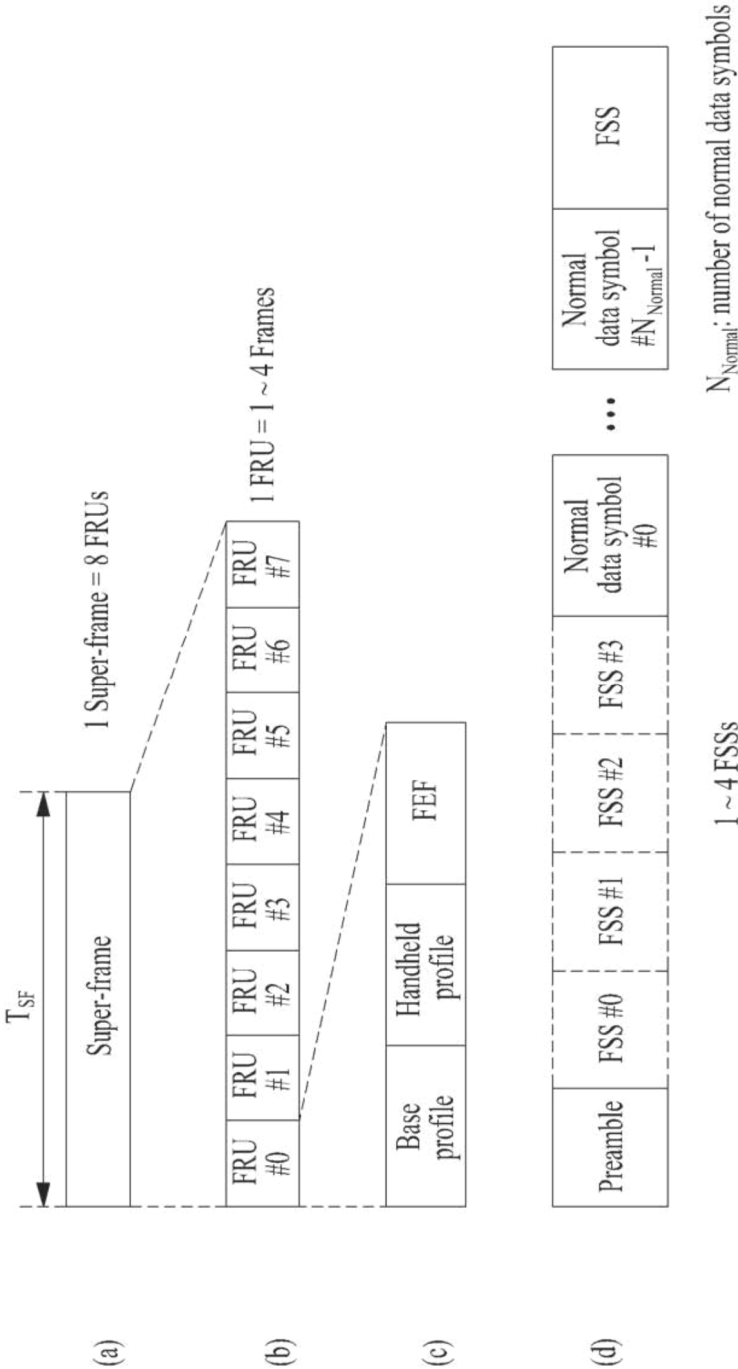 T_SF
(a)
Super-frame
1 Super-frame = 8 FRUs
(b)
FRU
#0
FRU
#1
FRU
#2
FRU
#3
FRU
#4
FRU
#5
FRU
#6
FRU
#7
1 FRU = 1 ~ 4 Frames
(c)
Base
profile
Handheld
profile
FEF
(d)
Preamble
FSS #0
FSS #1
FSS #2
FSS #3
Normal
data symbol
#0
•••
Normal
data symbol
#N_Normal-1
FSS
1 ~ 4 FSSs
N_Normal: number of normal data symbols